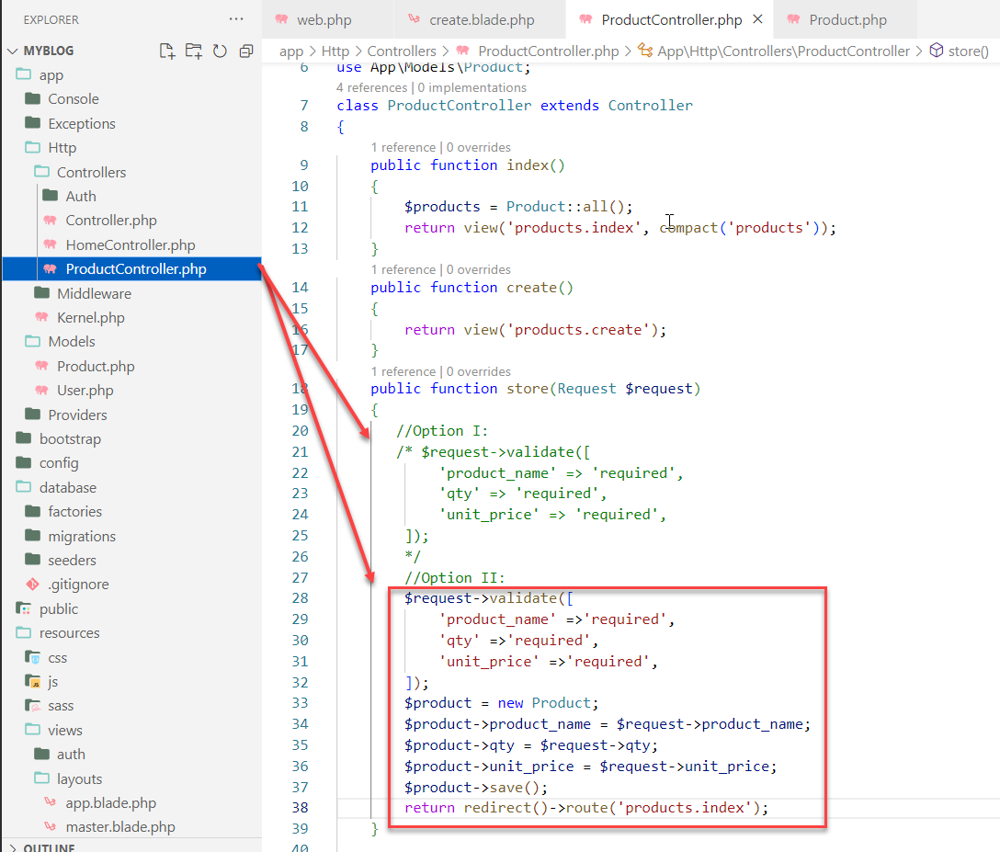 EXPLORER ...
MYBLOG
app
Console
Exceptions
Http
Controllers
Auth
Controller.php
HomeController.php
ProductController.php
Middleware
Kernel.php
Models
Product.php
User.php
Providers
bootstrap
config
database
factories
migrations
seeders
.gitignore
public
resources
css
js
sass
views
auth
layouts
app.blade.php
master.blade.php
OUTLINE
web.php create.blade.php ProductController.php Product.php
app > Http > Controllers > ProductController.php > App\Http\Controllers\ProductController > store()
6 use App\Models\Product;
4 references | 0 implementations
7 class ProductController extends Controller
8 {
1 reference | 0 overrides
9 public function index()
10 {
11 $products = Product::all();
12 return view('products.index', compact('products'));
13 }
1 reference | 0 overrides
14 public function create()
15 {
16 return view('products.create');
17 }
1 reference | 0 overrides
18 public function store(Request $request)
19 {
20 //Option I:
21 /* $request->validate([
22 'product_name' => 'required',
23 'qty' => 'required',
24 'unit_price' => 'required',
25 ]);
26 */
27 //Option II:
28 $request->validate([
29 'product_name' =>'required',
30 'qty' =>'required',
31 'unit_price' =>'required',
32 ]);
33 $product = new Product;
34 $product->product_name = $request->product_name;
35 $product->qty = $request->qty;
36 $product->unit_price = $request->unit_price;
37 $product->save();
38 return redirect()->route('products.index');
39 }
40